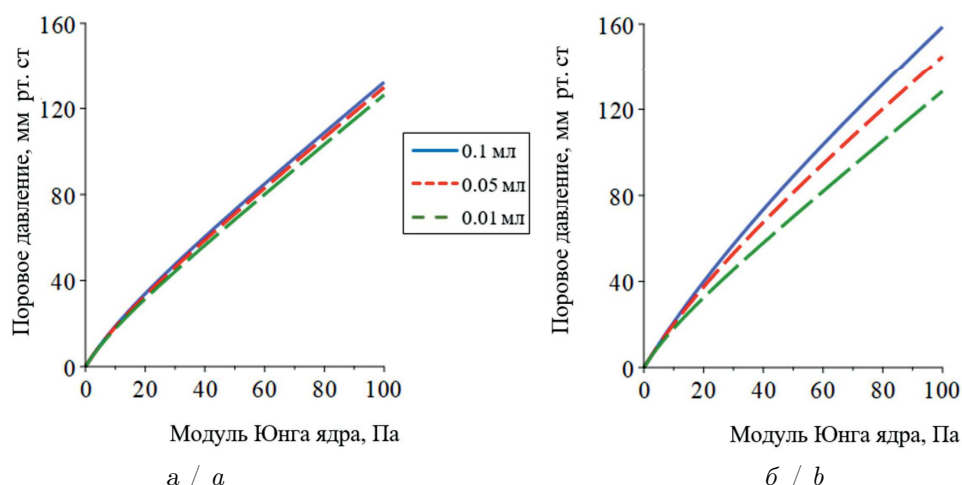 Поровое давление, мм рт. ст
160
120
80
40
0
0 20 40 60 80 100
Модуль Юнга ядра, Па
а / a
0.1 мл
0.05 мл
0.01 мл
Поровое давление, мм рт. ст
160
120
80
40
0
0 20 40 60 80 100
Модуль Юнга ядра, Па
б / b